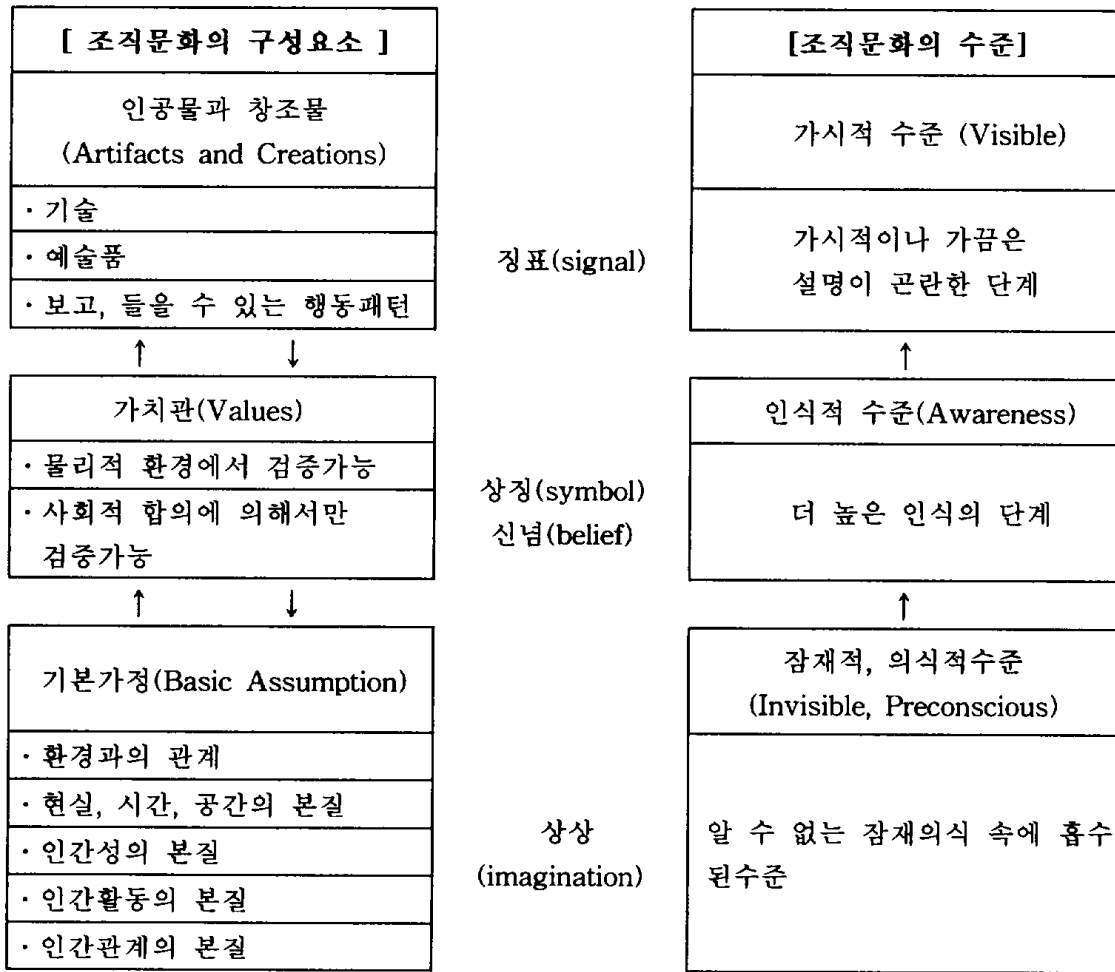 [ 조직문화의 구성요소 ]
인공물과 창조물
(Artifacts and Creations)
· 기술
· 예술품
· 보고, 들을 수 있는 행동패턴
↑ ↓
가치관(Values)
· 물리적 환경에서 검증가능
· 사회적 합의에 의해서만
검증가능
↑ ↓
기본가정(Basic Assumption)
· 환경과의 관계
· 현실, 시간, 공간의 본질
· 인간성의 본질
· 인간활동의 본질
· 인간관계의 본질
징표(signal)
상징(symbol)
신념(belief)
상상
(imagination)
[조직문화의 수준]
가시적 수준 (Visible)
가시적이나 가끔은
설명이 곤란한 단계
↑
인식적 수준(Awareness)
더 높은 인식의 단계
↑
잠재적, 의식적수준
(Invisible, Preconscious)
알 수 없는 잠재의식 속에 흡수
된수준